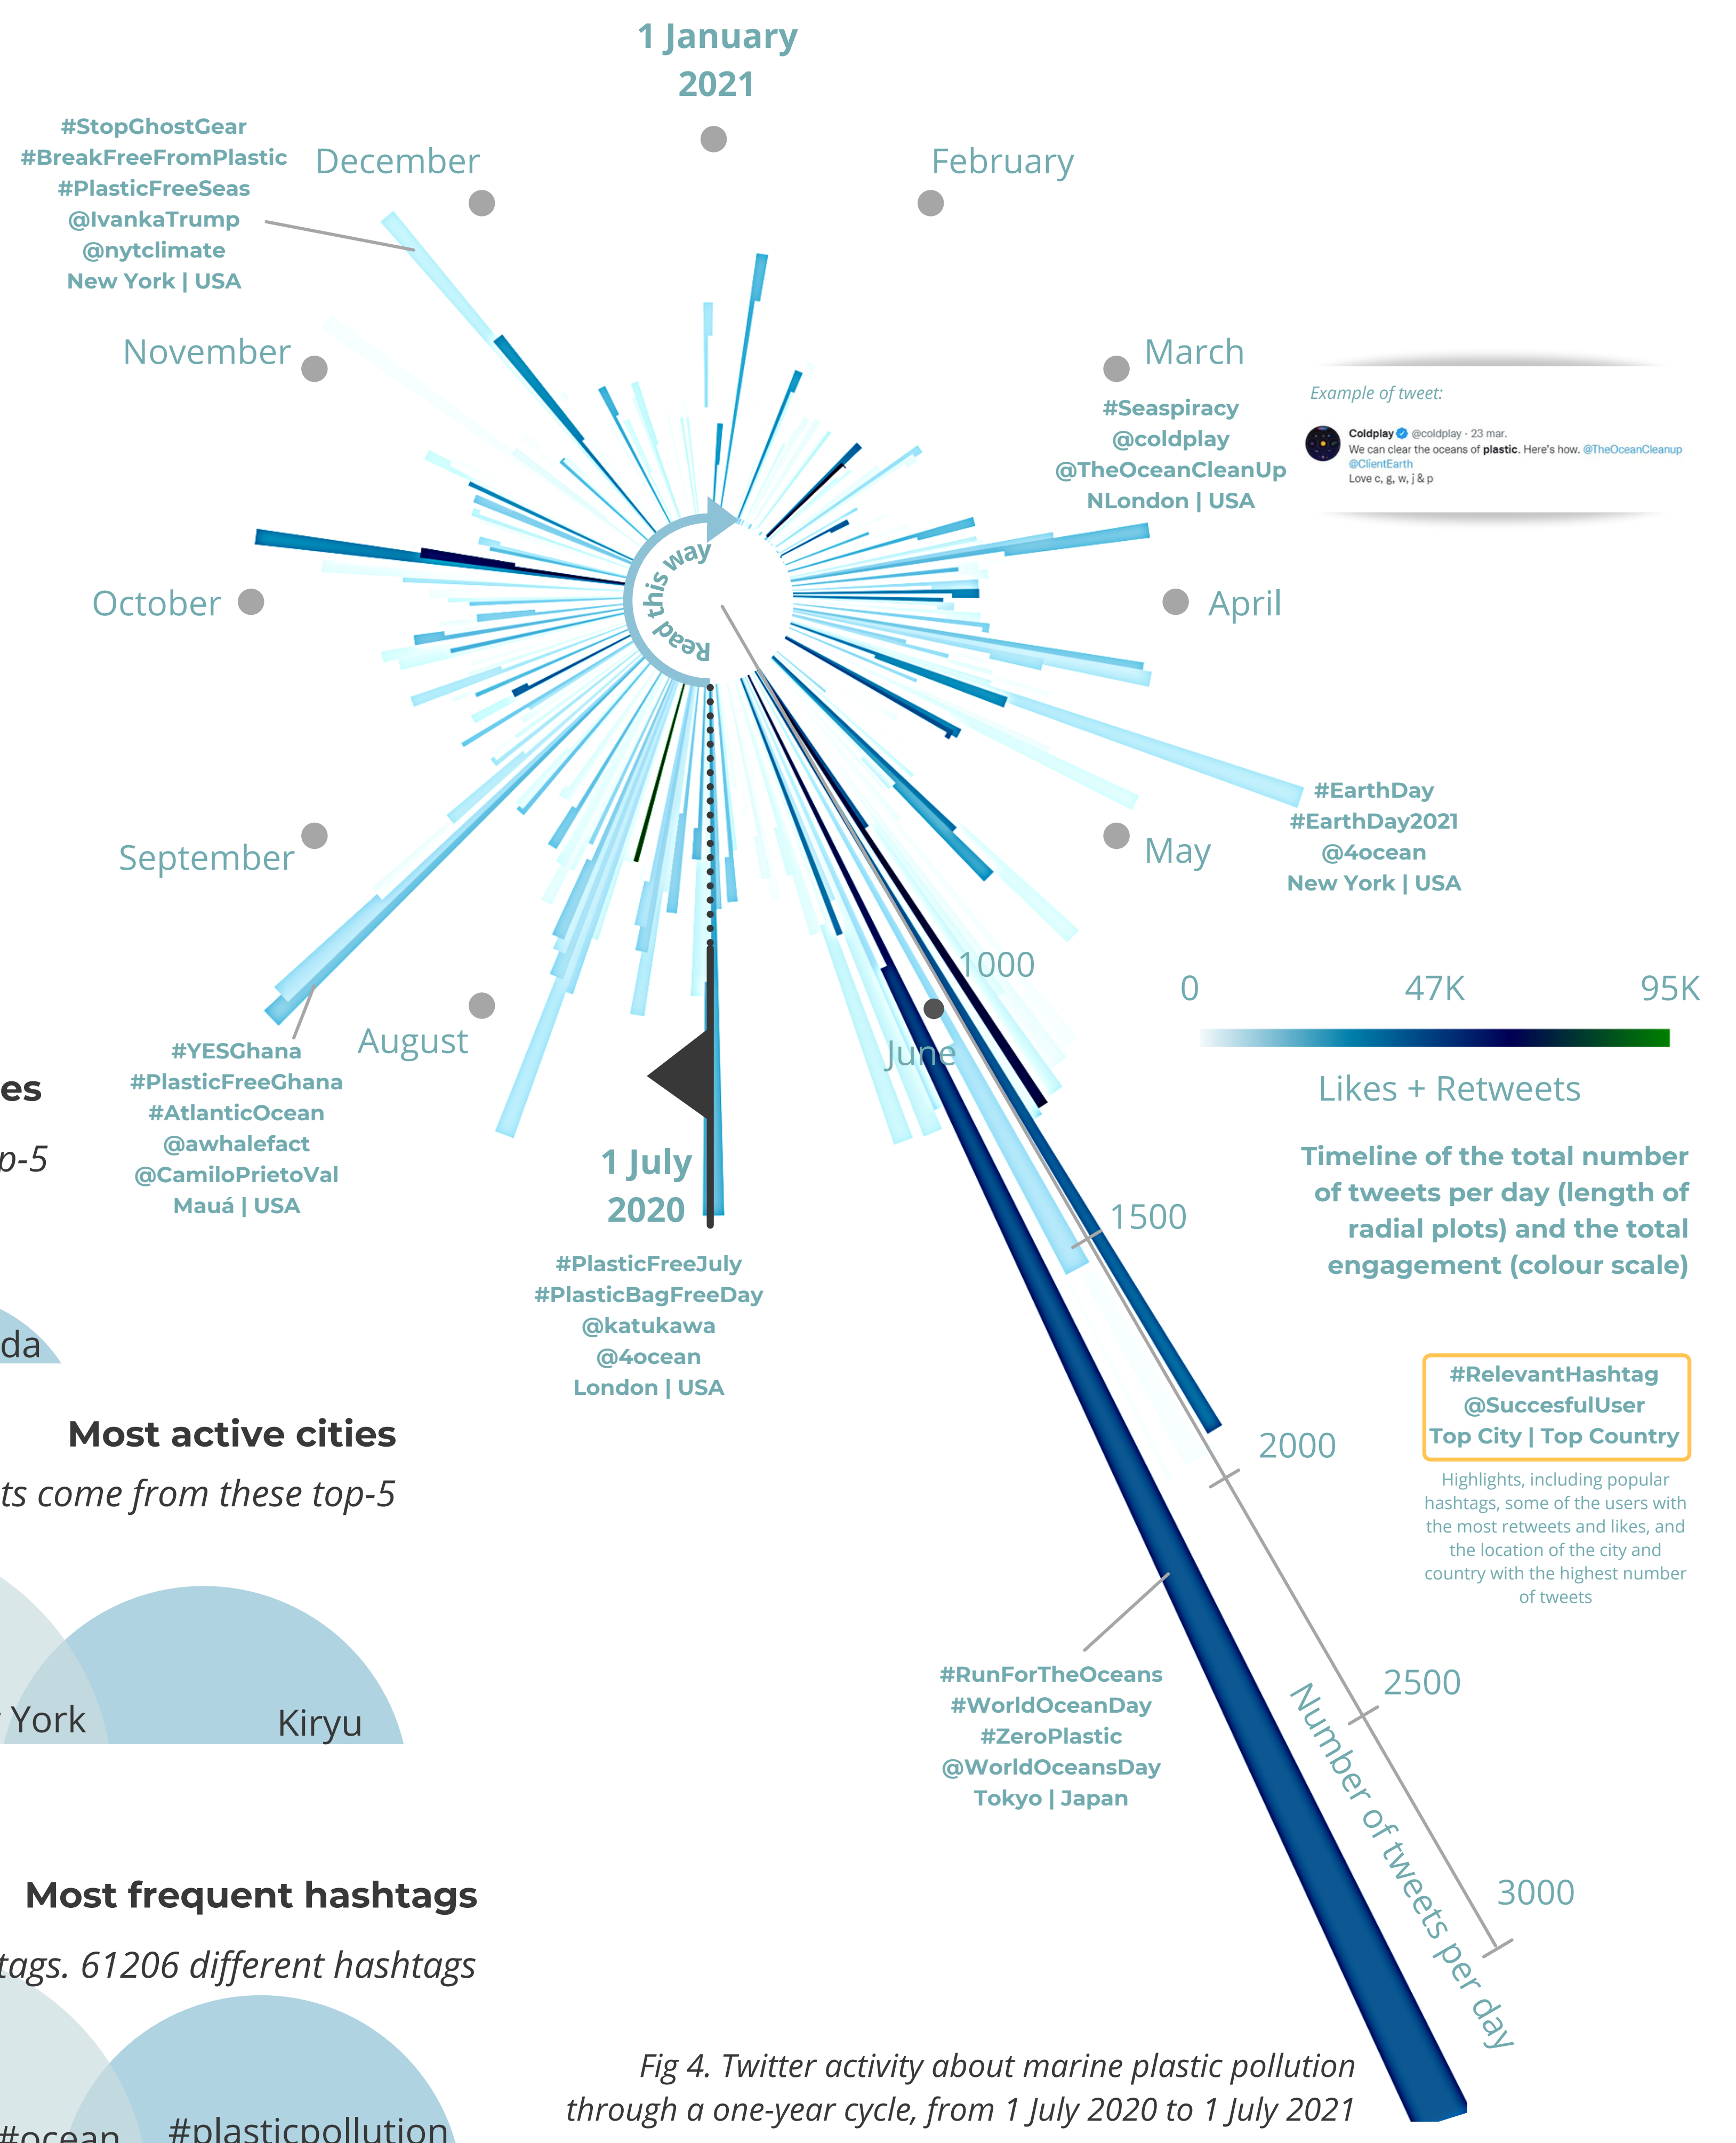 1 January
2021
#StopGhostGear
#BreakFreeFromPlastic
#PlasticFreeSeas
@IvankaTrump
@nytclimate
New York | USA
December
February
November
March
#Seaspiracy
@coldplay
@TheOceanCleanUp
NLondon | USA
Example of tweet:
Coldplay @coldplay · 23 mar.
We can clear the oceans of plastic. Here's how. @TheOceanCleanup
@ClientEarth
Love c, g, w, j & p
Read this way
October
April
September
May
#EarthDay
#EarthDay2021
@4ocean
New York | USA
August
June
#YESGhana
#PlasticFreeGhana
#AtlanticOcean
@awhalefact
@CamiloPrietoVal
Mauá | USA
1 July
2020
#PlasticFreeJuly
#PlasticBagFreeDay
@katukawa
@4ocean
London | USA
1000
1500
2000
2500
3000
Number of tweets per day
0 47K 95K
Likes + Retweets
Timeline of the total number
of tweets per day (length of
radial plots) and the total
engagement (colour scale)
#RelevantHashtag
@SuccesfulUser
Top City | Top Country
Highlights, including popular
hashtags, some of the users with
the most retweets and likes, and
the location of the city and
country with the highest number
of tweets
#RunForTheOceans
#WorldOceanDay
#ZeroPlastic
@WorldOceansDay
Tokyo | Japan
es
p-5
da
Most active cities
ts come from these top-5
York
Kiryu
Most frequent hashtags
tags. 61206 different hashtags
#ocean
#plasticpollution
Fig 4. Twitter activity about marine plastic pollution
through a one-year cycle, from 1 July 2020 to 1 July 2021